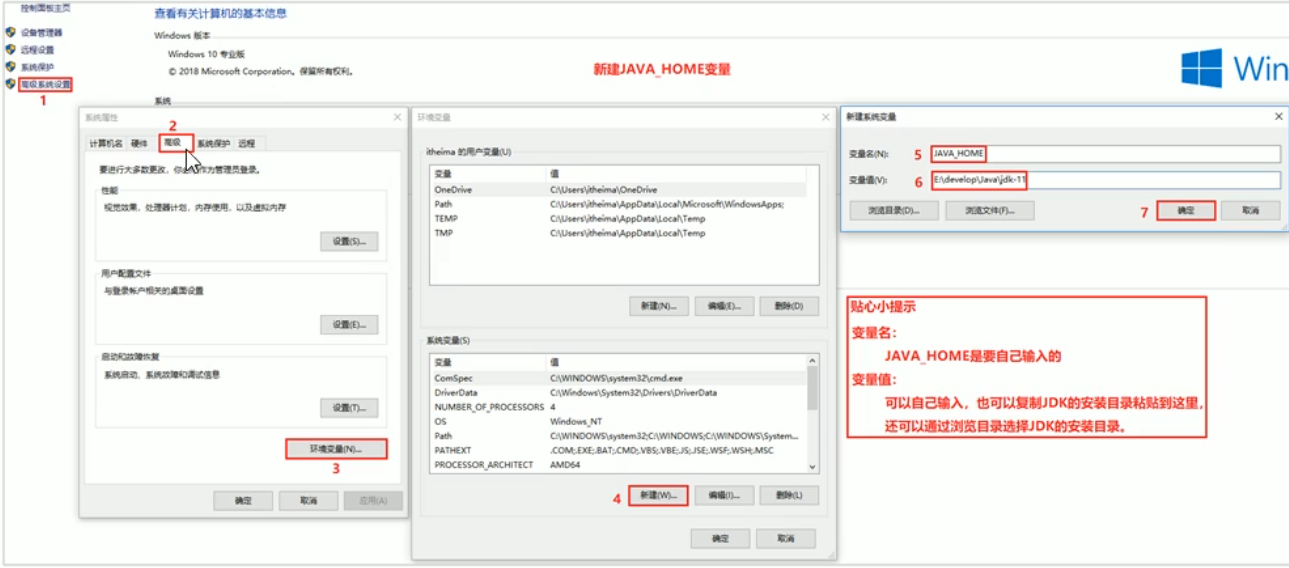 控制面板主页
设备管理器
远程设置
系统保护
高级系统设置
1
查看有关计算机的基本信息
Windows 版本
Windows 10 专业版
© 2018 Microsoft Corporation。保留所有权利。
系统
新建JAVA_HOME变量
Win
系统属性
2
计算机名 硬件 高级 系统保护 远程
要进行大多数更改，你 作为管理员登录。
性能
视觉效果，处理器计划，内存使用，以及虚拟内存
设置(S)...
用户配置文件
与登录帐户相关的桌面设置
设置(E)...
启动和故障恢复
系统启动、系统故障和调试信息
设置(T)...
环境变量(N)...
3
确定 取消 应用(A)
环境变量
itheima 的用户变量(U)
变量 值
OneDrive C:\Users\itheima\OneDrive
Path C:\Users\itheima\AppData\Local\Microsoft\WindowsApps;
TEMP C:\Users\itheima\AppData\Local\Temp
TMP C:\Users\itheima\AppData\Local\Temp
新建(N)... 编辑(E)... 删除(D)
系统变量(S)
变量 值
ComSpec C:\WINDOWS\system32\cmd.exe
DriverData C:\Windows\System32\Drivers\DriverData
NUMBER_OF_PROCESSORS 4
OS Windows_NT
Path C:\WINDOWS\system32;C:\WINDOWS;C:\WINDOWS\System...
PATHEXT .COM;.EXE;.BAT;.CMD;.VBS;.VBE;.JS;.JSE;.WSF;.WSH;.MSC
PROCESSOR_ARCHITECT AMD64
4 新建(W)... 编辑(I)... 删除(L)
确定 取消
新建系统变量
变量名(N): 5 JAVA_HOME
变量值(V): 6 E:\develop\Java\jdk-11
浏览目录(D)... 浏览文件(F)... 7 确定 取消
贴心小提示
变量名：
JAVA_HOME是要自己输入的
变量值：
可以自己输入，也可以复制JDK的安装目录粘贴到这里，
还可以通过浏览目录选择JDK的安装目录。